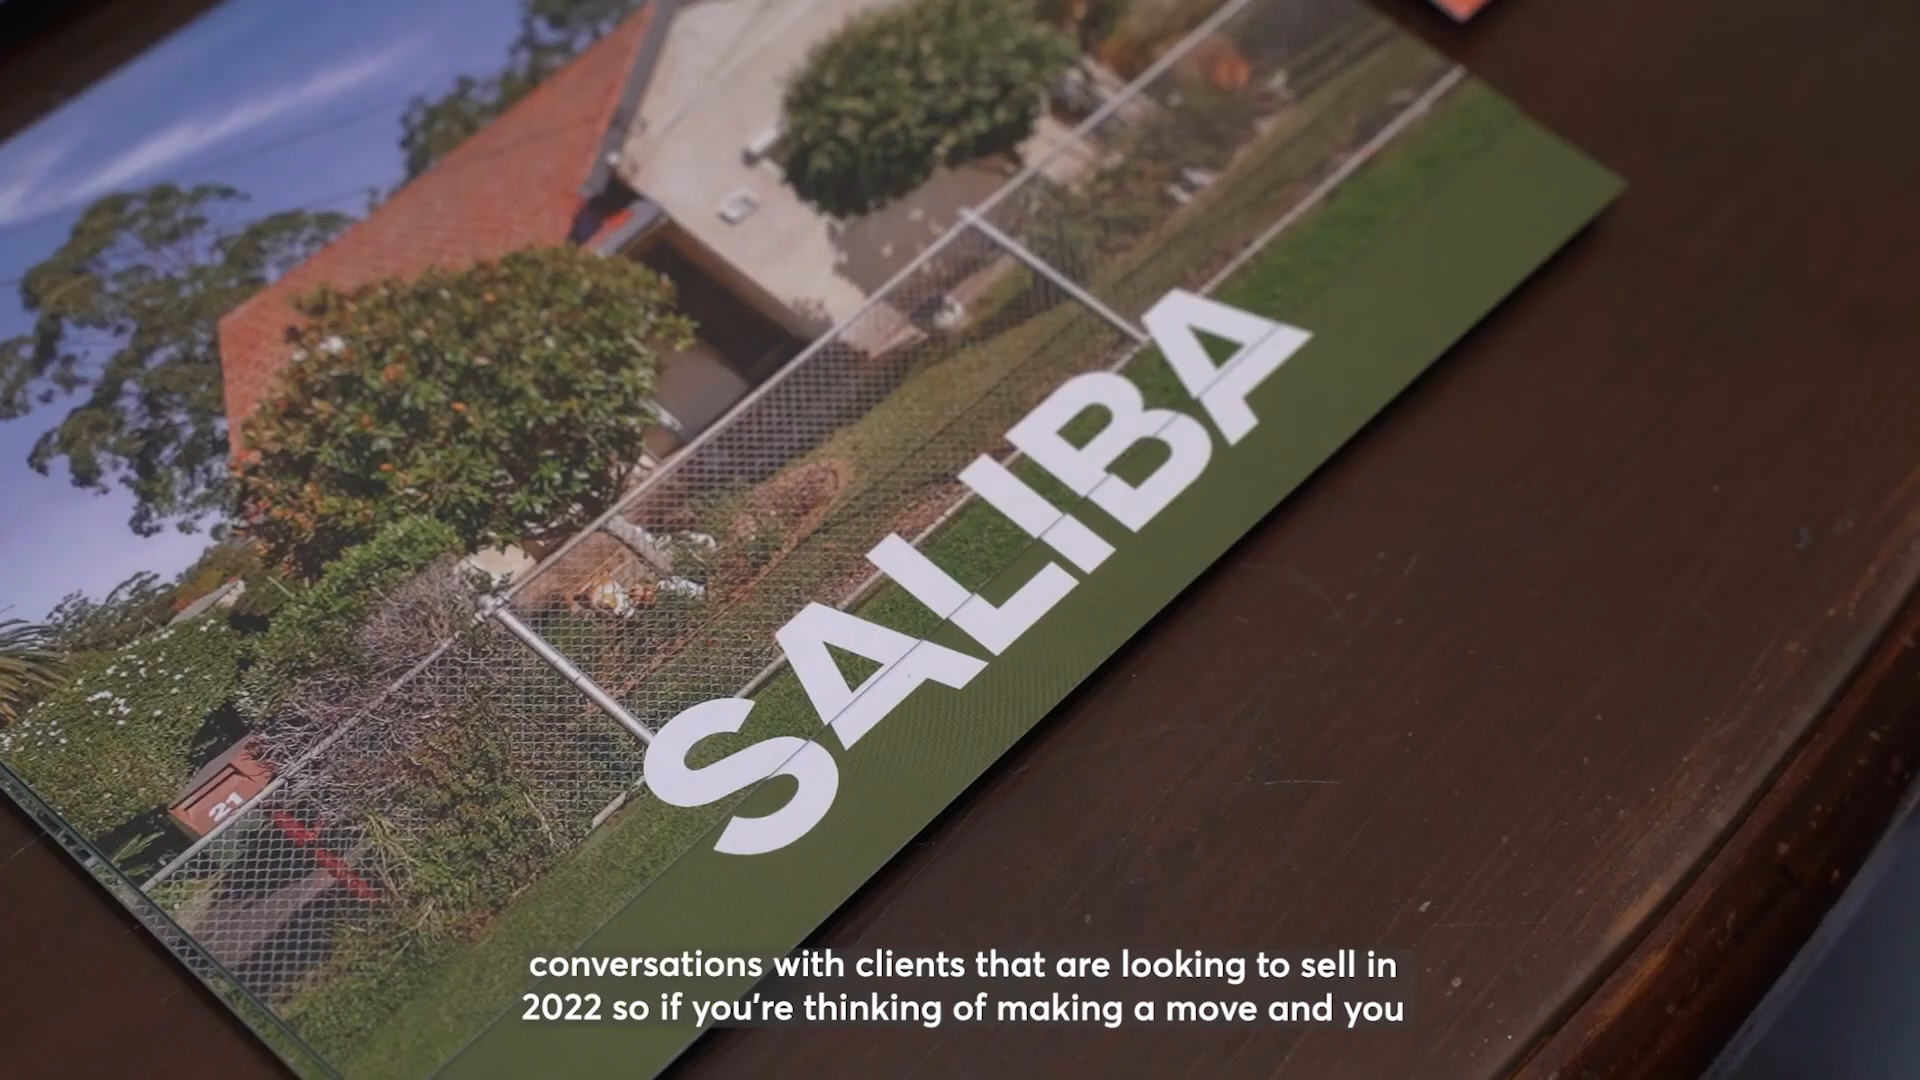 21
SALIBA
conversations with clients that are looking to sell in
2022 so if you're thinking of making a move and you